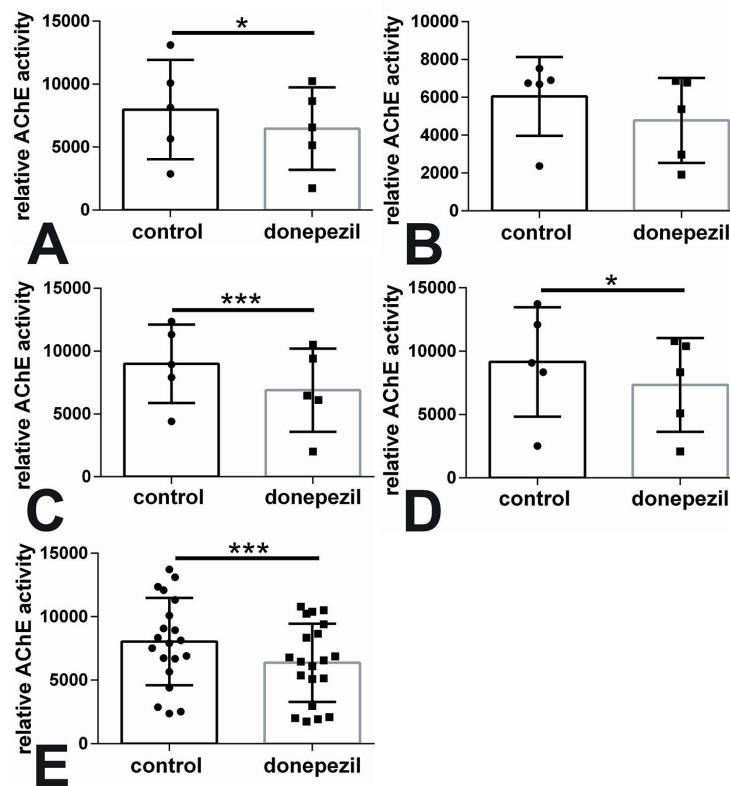 relative AChE activity
15000
10000
5000
0
*
control
donepezil
A
relative AChE activity
10000
8000
6000
4000
2000
0
control
donepezil
B
relative AChE activity
15000
10000
5000
0
***
control
donepezil
C
relative AChE activity
15000
10000
5000
0
*
control
donepezil
D
relative AChE activity
15000
10000
5000
0
***
control
donepezil
E